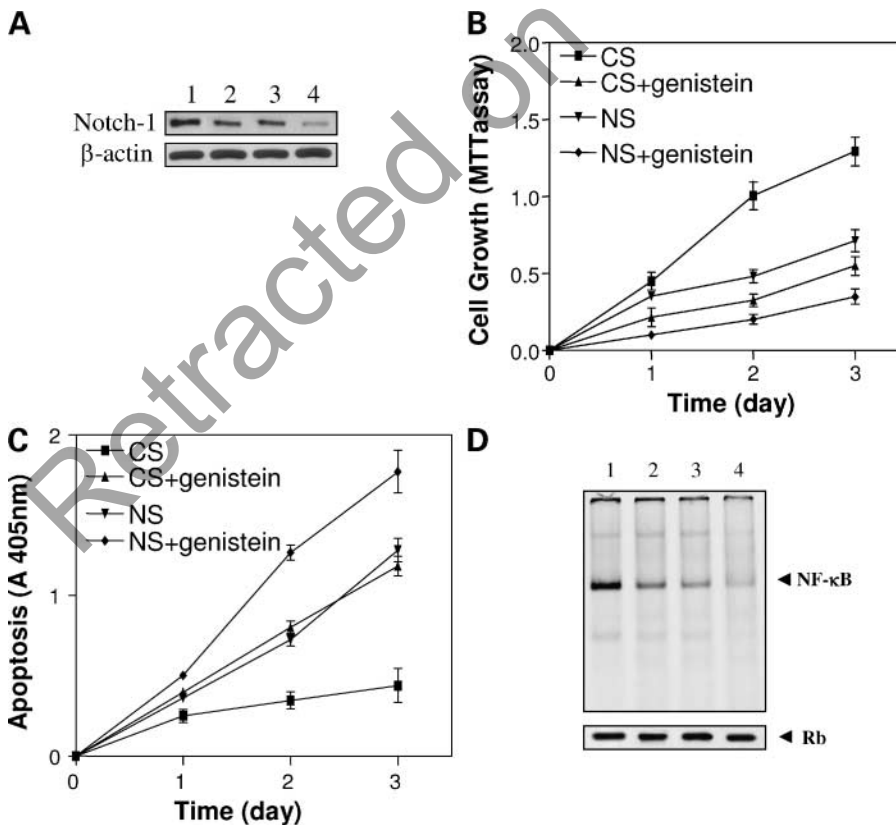 A
1 2 3 4
Notch-1
β-actin
B
Cell Growth (MTTassay)
2.0
1.5
1.0
0.5
0.0
CS
CS+genistein
NS
NS+genistein
0 1 2 3
Time (day)
C
Apoptosis (A 405nm)
2
1
0
CS
CS+genistein
NS
NS+genistein
0 1 2 3
Time (day)
D
1 2 3 4
NF-κB
Rb
Retracted on